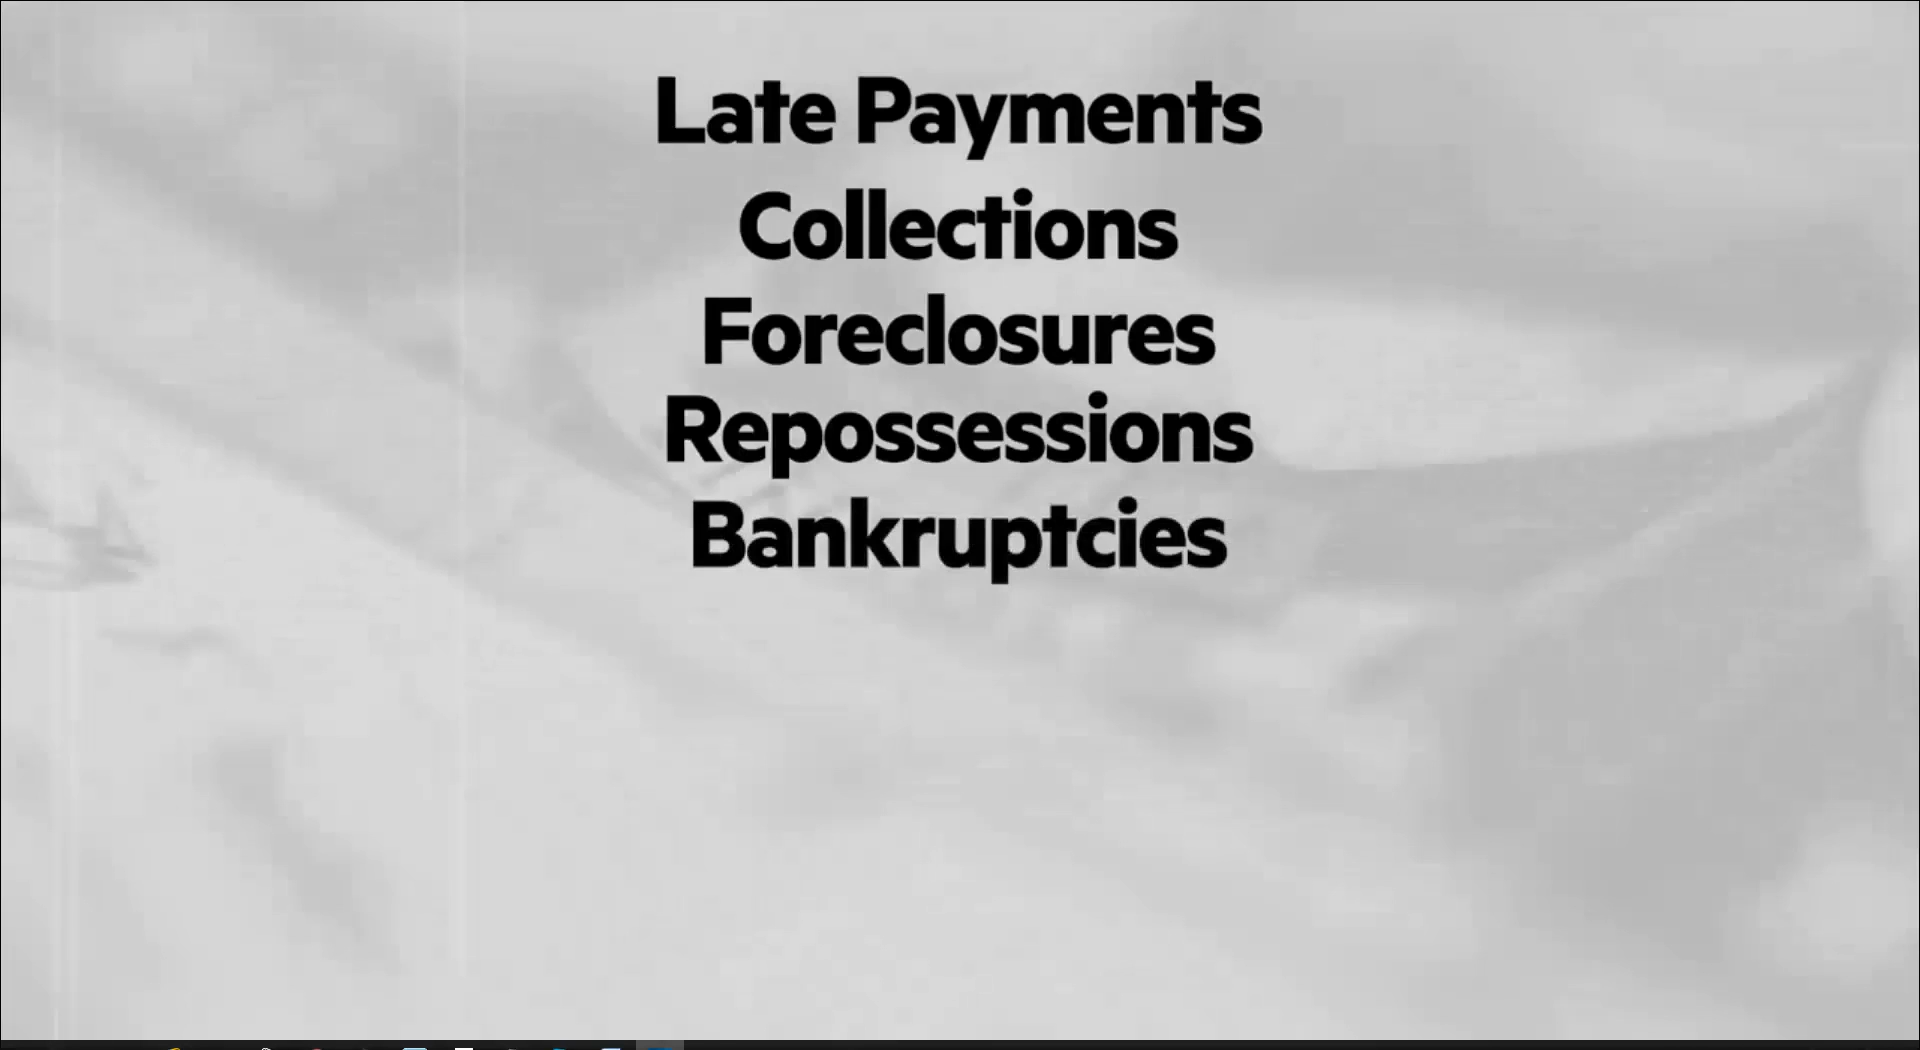 Late Payments
Collections
Foreclosures
Repossessions
Bankruptcies